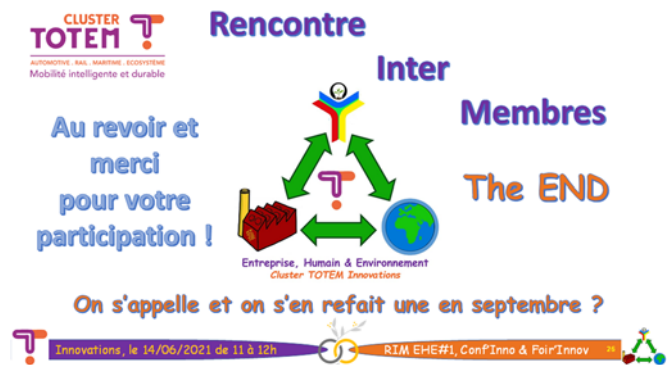 CLUSTER
TOTEM
AUTOMOTIVE . RAIL . MARITIME . ECOSYSTÈME
Mobilité intelligente et durable
Rencontre
Inter
Membres
Au revoir et
merci
pour votre
participation !
The END
Entreprise, Humain & Environnement
Cluster TOTEM Innovations
On s'appelle et on s'en refait une en septembre ?
Innovations, le 14/06/2021 de 11 à 12h
RIM EHE#1, Conf'Inno & Foir'Innov
26